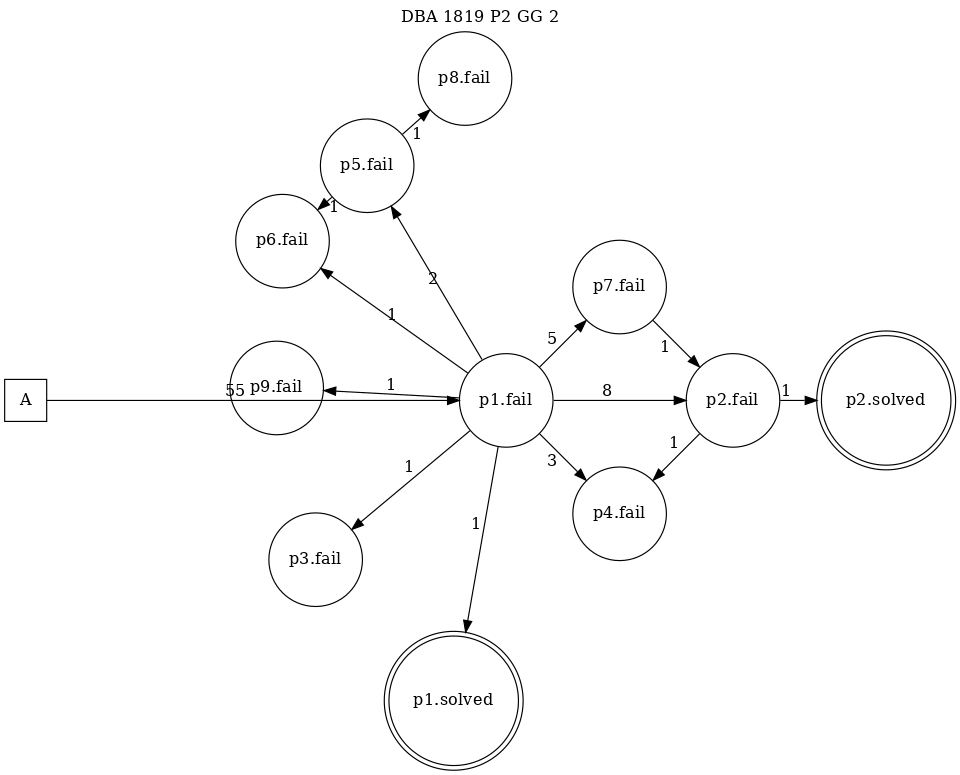 DBA 1819 P2 GG 2
p8.fail
1
p5.fail
1
p6.fail
2
p7.fail
1
5
1
A
55
p9.fail
1
p1.fail
8
p2.fail
1
p2.solved
1
3
1
p4.fail
1
p3.fail
p1.solved